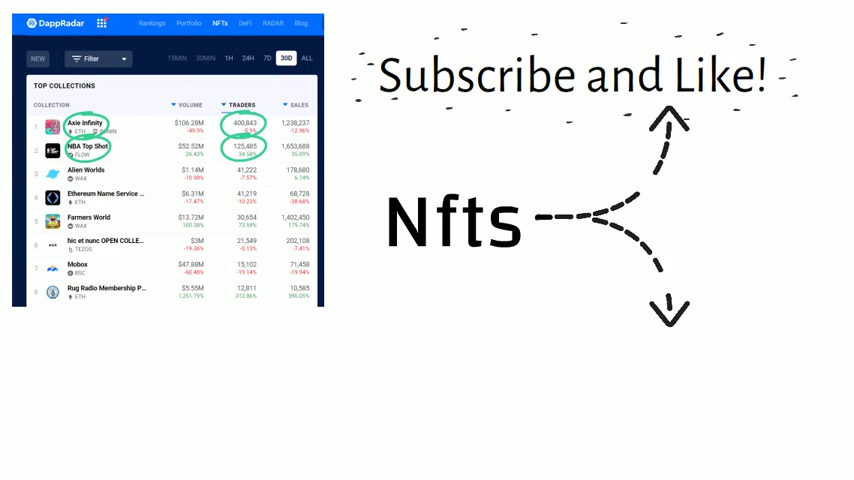 DappRadar
Rankings Portfolio NFTs DeFi RADAR Blog
NEW Filter 15MIN 30MIN 1H 24H 7D 30D ALL
TOP COLLECTIONS
COLLECTION VOLUME TRADERS SALES
1 Axie Infinity $106.28M 400,843 1,238,237
ETH RONIN -49.9% -5.9% -12.96%
2 NBA Top Shot $52.52M 125,485 1,653,688
FLOW 26.43% 34.58% 35.09%
3 Alien Worlds $1.14M 41,222 178,680
WAX -10.98% -7.57% 6.14%
4 Ethereum Name Service ... $6.31M 41,219 68,728
ETH -17.47% -10.23% -38.68%
5 Farmers World $13.72M 30,654 1,402,450
WAX 100.38% 73.59% 179.74%
6 hic et nunc OPEN COLLE... $3M 21,549 202,108
TEZOS -19.36% -0.13% -7.41%
7 Mobox $47.88M 15,102 71,458
BSC -60.40% -19.14% -19.94%
8 Rug Radio Membership P... $5.55M 12,811 10,585
ETH 1,251.79% 312.86% 390.05%
Subscribe and Like!
Nfts